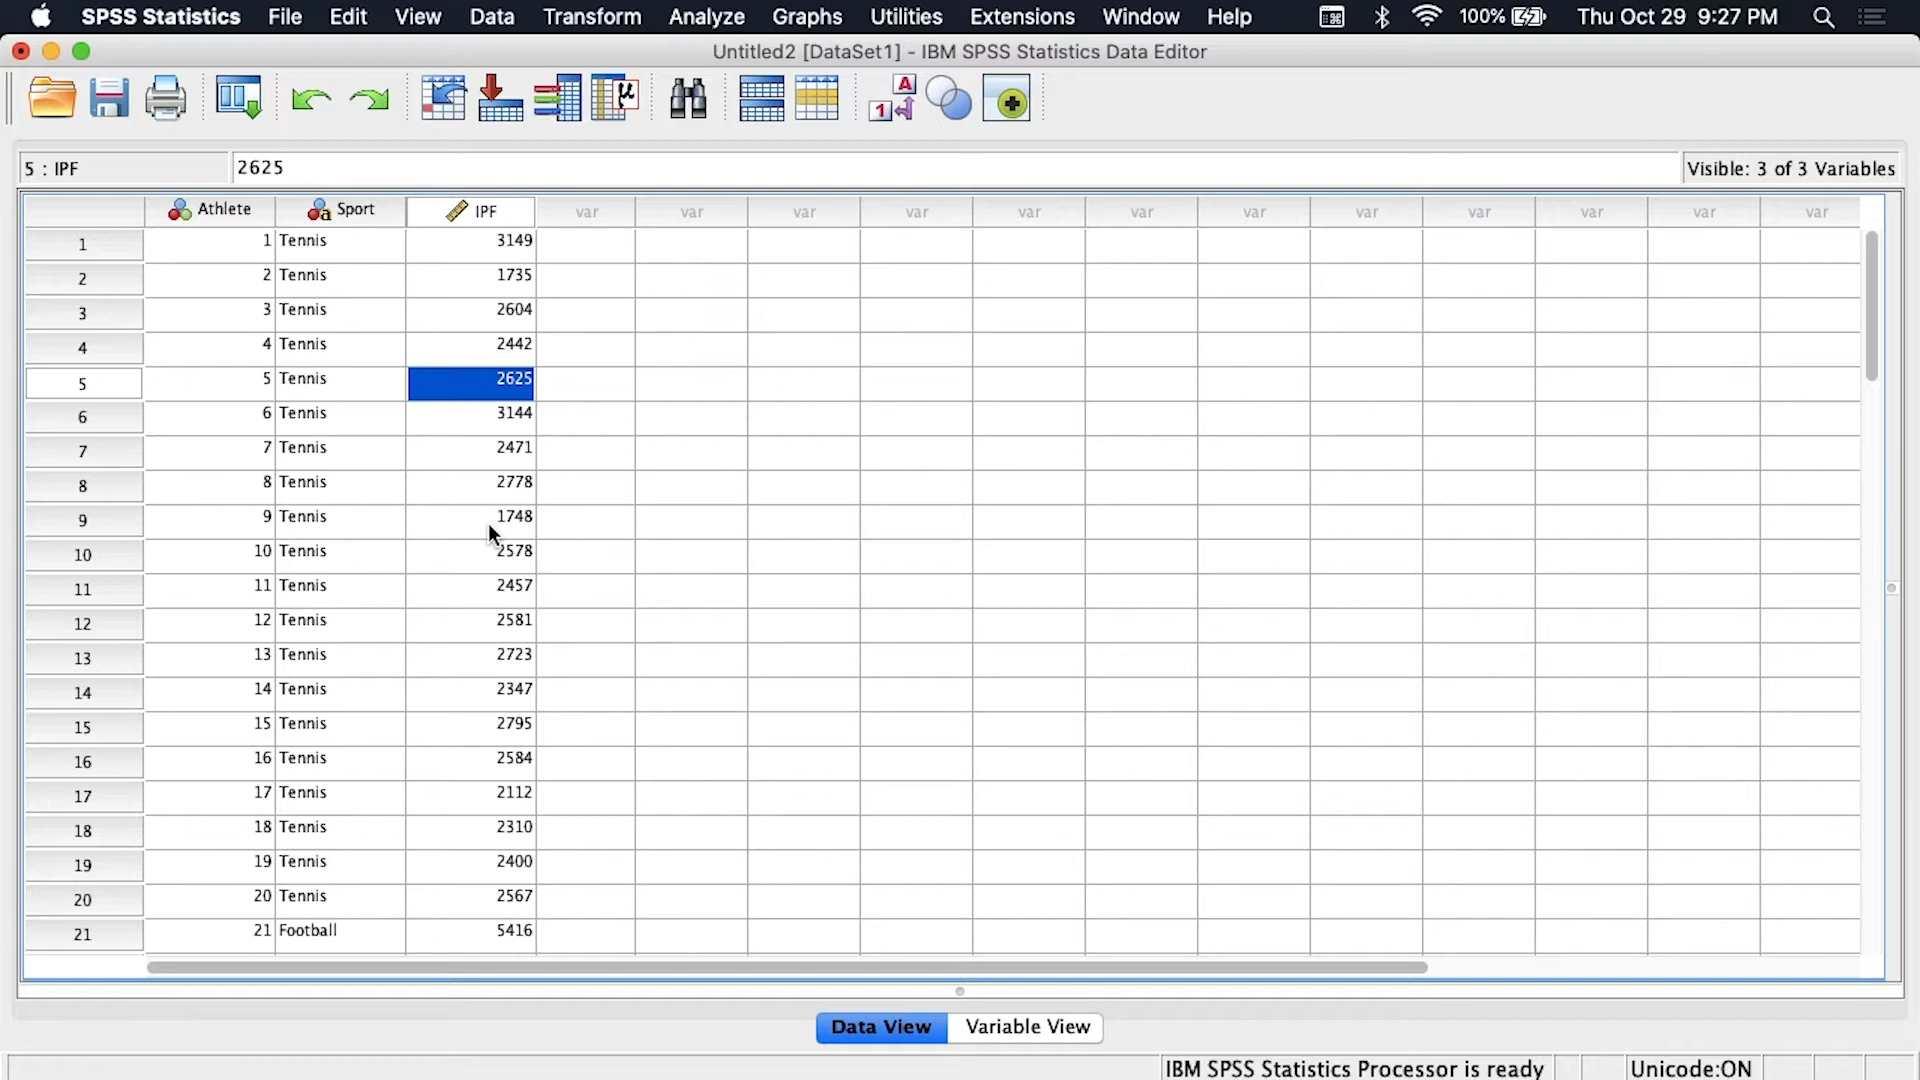 SPSS Statistics File Edit View Data Transform Analyze Graphs Utilities Extensions Window Help 100% Thu Oct 29 9:27 PM
Untitled2 [DataSet1] - IBM SPSS Statistics Data Editor
5 : IPF 2625 Visible: 3 of 3 Variables
Athlete Sport IPF var var var var var var var var var var var var
1 1 Tennis 3149
2 2 Tennis 1735
3 3 Tennis 2604
4 4 Tennis 2442
5 5 Tennis 2625
6 6 Tennis 3144
7 7 Tennis 2471
8 8 Tennis 2778
9 9 Tennis 1748
10 10 Tennis 2578
11 11 Tennis 2457
12 12 Tennis 2581
13 13 Tennis 2723
14 14 Tennis 2347
15 15 Tennis 2795
16 16 Tennis 2584
17 17 Tennis 2112
18 18 Tennis 2310
19 19 Tennis 2400
20 20 Tennis 2567
21 21 Football 5416
Data View Variable View
IBM SPSS Statistics Processor is ready Unicode:ON